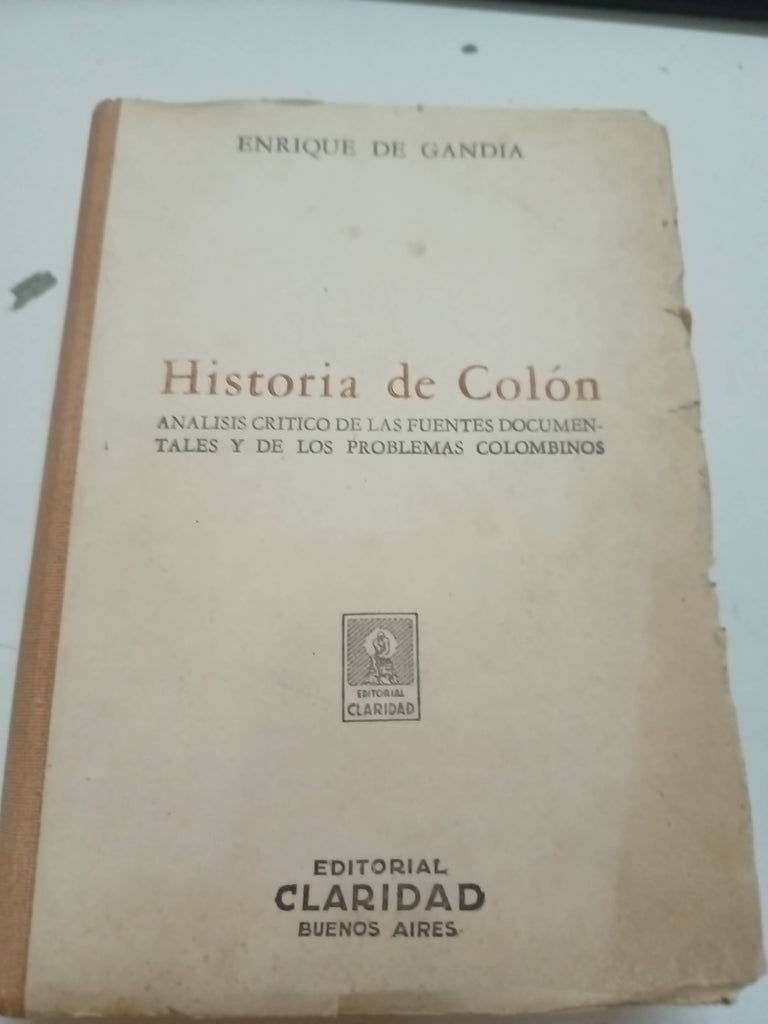 ENRIQUE DE GANDIA
Historia de Colón
ANALISIS CRITICO DE LAS FUENTES DOCUMEN-
TALES Y DE LOS PROBLEMAS COLOMBINOS
EDITORIAL
CLARIDAD
EDITORIAL
CLARIDAD
BUENOS AIRES